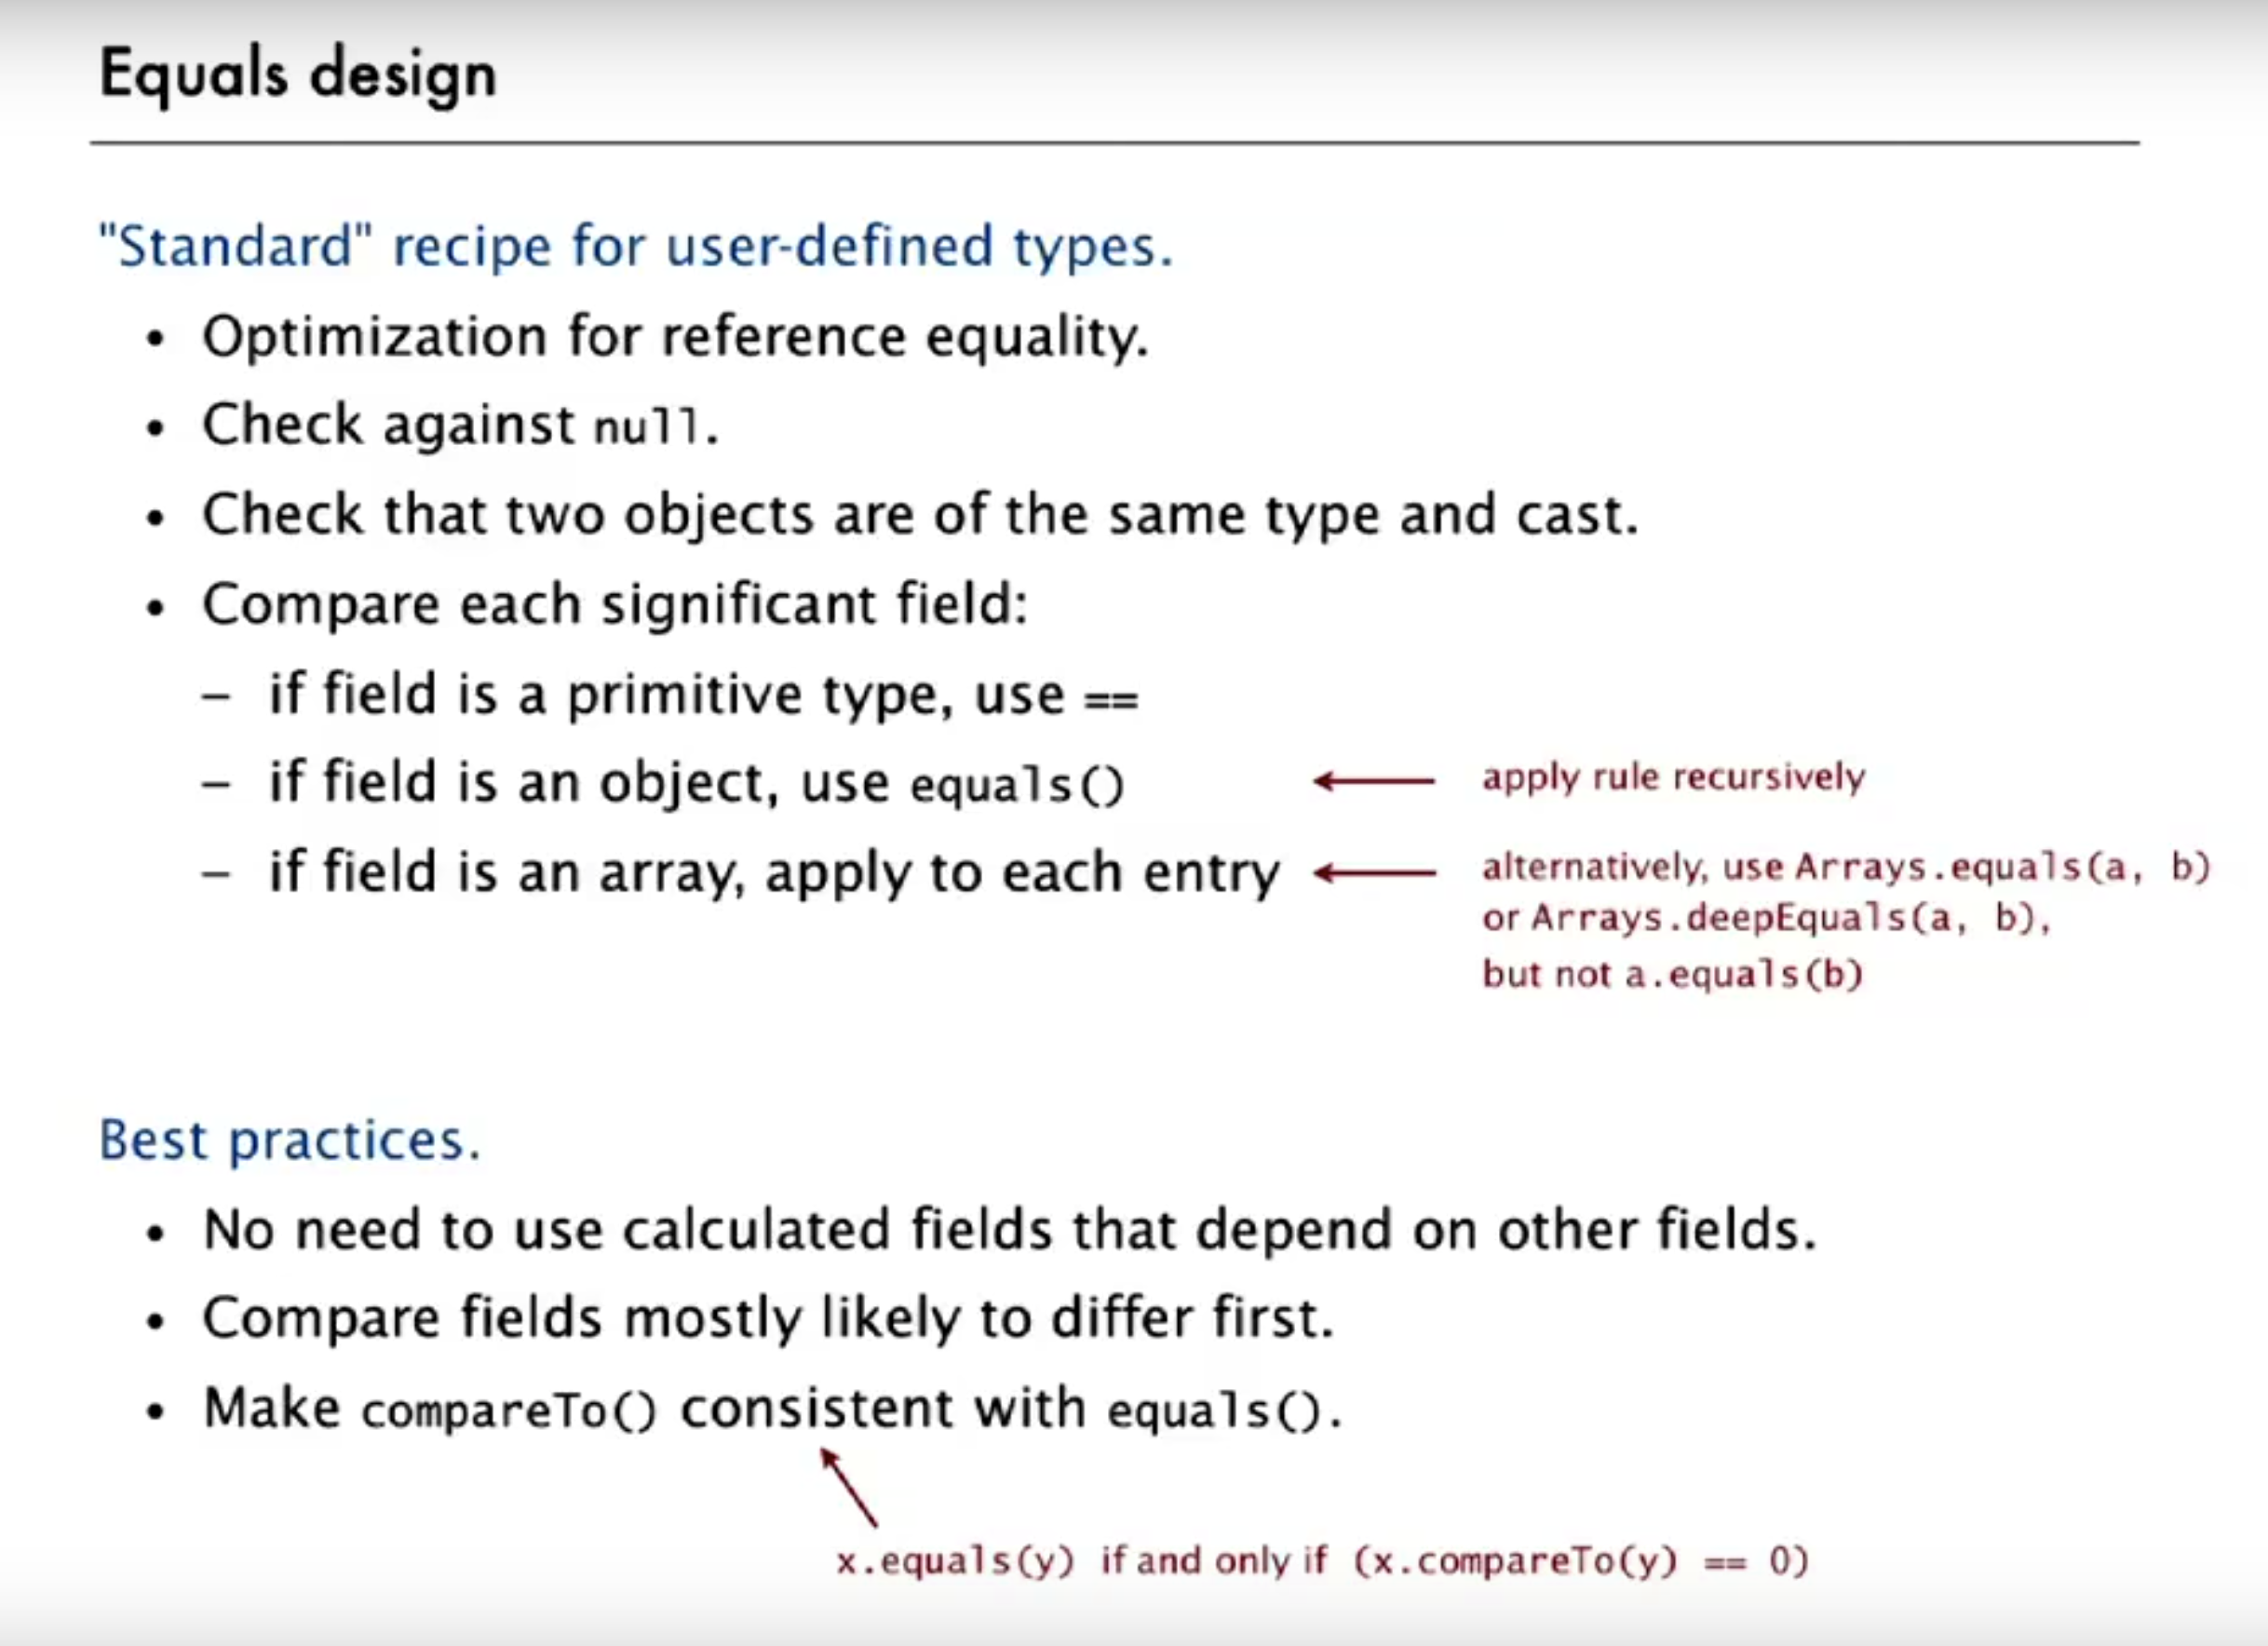 Equals design
"Standard" recipe for user-defined types.
• Optimization for reference equality.
• Check against null.
• Check that two objects are of the same type and cast.
• Compare each significant field:
– if field is a primitive type, use ==
– if field is an object, use equals()
apply rule recursively
– if field is an array, apply to each entry
alternatively, use Arrays.equals(a, b)
or Arrays.deepEquals(a, b),
but not a.equals(b)
Best practices.
• No need to use calculated fields that depend on other fields.
• Compare fields mostly likely to differ first.
• Make compareTo() consistent with equals().
x.equals(y) if and only if (x.compareTo(y) == 0)